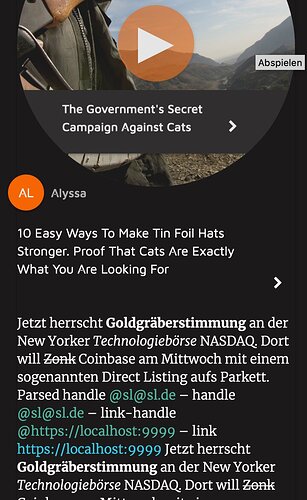 Abspielen
The Government's Secret
Campaign Against Cats
AL Alyssa
10 Easy Ways To Make Tin Foil Hats
Stronger. Proof That Cats Are Exactly
What You Are Looking For
Jetzt herrscht Goldgräberstimmung an der
New Yorker Technologiebörse NASDAQ. Dort
will Zonk Coinbase am Mittwoch mit einem
sogenannten Direct Listing aufs Parkett.
Parsed handle @sl@sl.de – handle
@sl@sl.de – link-handle
@https://localhost:9999 – link
https://localhost:9999 Jetzt herrscht
Goldgräberstimmung an der New Yorker
Technologiebörse NASDAQ. Dort will Zonk